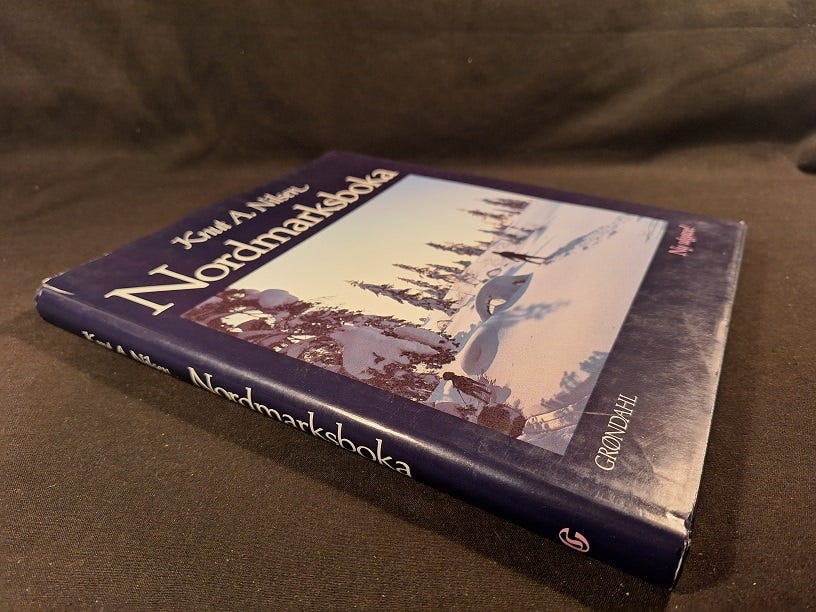 Knut A. Nilsen
Nordmarksboka
Ny utgave!
GRØNDAHL
Knut A. Nilsen
Nordmarksboka
G